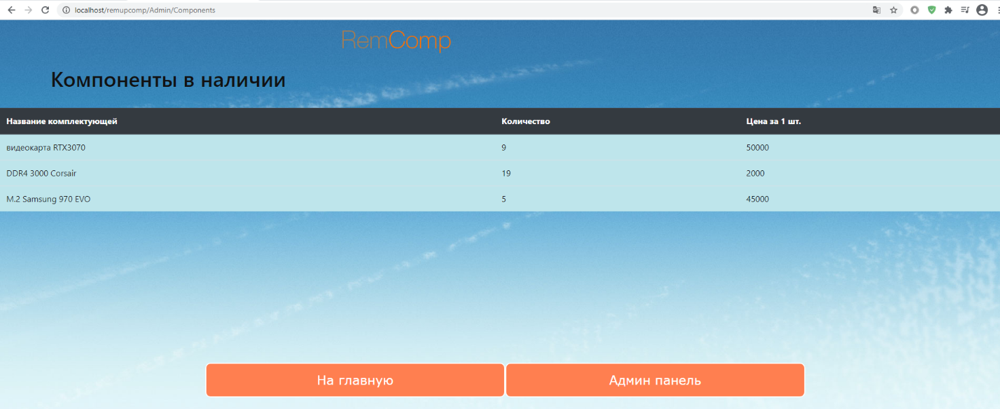 localhost/remupcomp/Admin/Components
RemComp
Компоненты в наличии
Название комплектующей Количество Цена за 1 шт.
видеокарта RTX3070 9 50000
DDR4 3000 Corsair 19 2000
M.2 Samsung 970 EVO 5 45000
На главную Админ панель